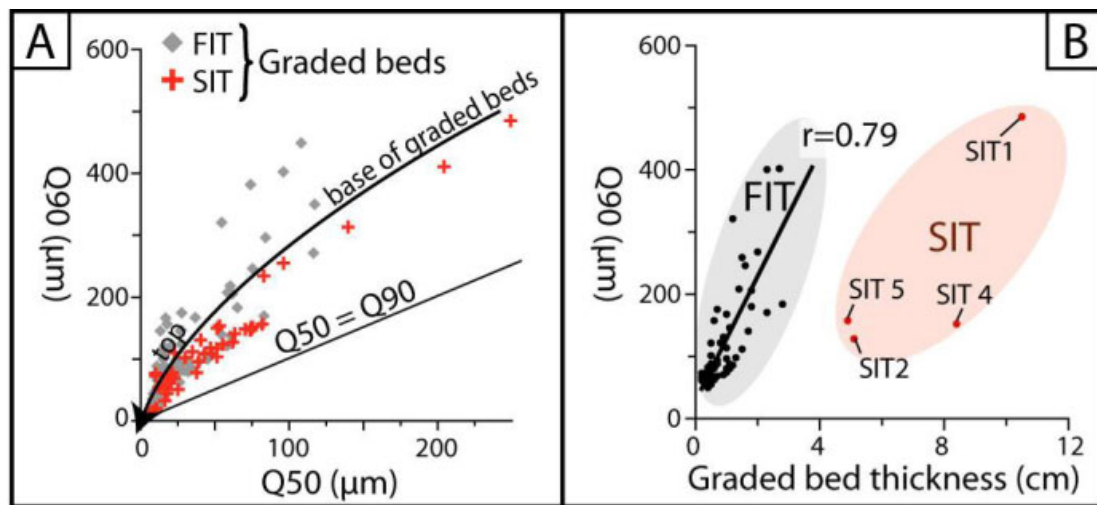 A
600
FIT
SIT
Graded beds
base of graded beds
400
Q90 (µm)
200
top
Q50 = Q90
0
0
100
200
Q50 (µm)
B
600
r=0.79
SIT1
400
FIT
Q90 (µm)
SIT
SIT 5
SIT 4
200
SIT2
0
0
4
8
12
Graded bed thickness (cm)